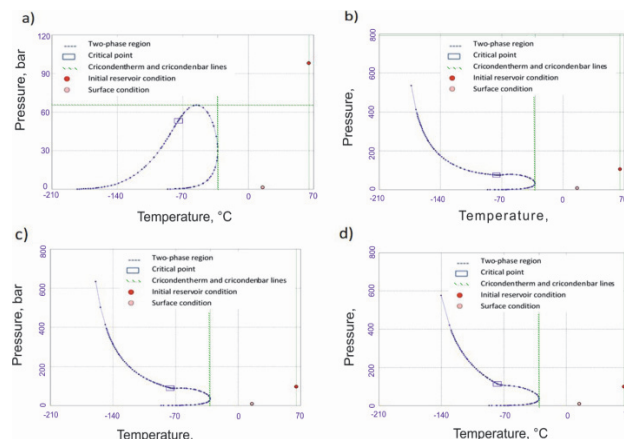 a)
120
90
60
30
0
Pressure, bar
Two-phase region
Critical point
Cricondentherm and cricondenbar lines
Initial reservoir condition
Surface condition
-210
-140
-70
0
70
Temperature, °C
b)
800
600
400
200
0
Pressure,
Two-phase region
Critical point
Cricondentherm and cricondenbar lines
Initial reservoir condition
Surface condition
-210
-140
-70
0
70
Temperature,
c)
800
600
400
200
0
Pressure, bar
Two-phase region
Critical point
Cricondentherm and cricondenbar lines
Initial reservoir condition
Surface condition
-210
-140
-70
0
70
Temperature,
d)
800
600
400
200
0
Pressure,
Two-phase region
Critical point
Cricondentherm and cricondenbar lines
Initial reservoir condition
Surface condition
-210
-140
-70
0
70
Temperature,